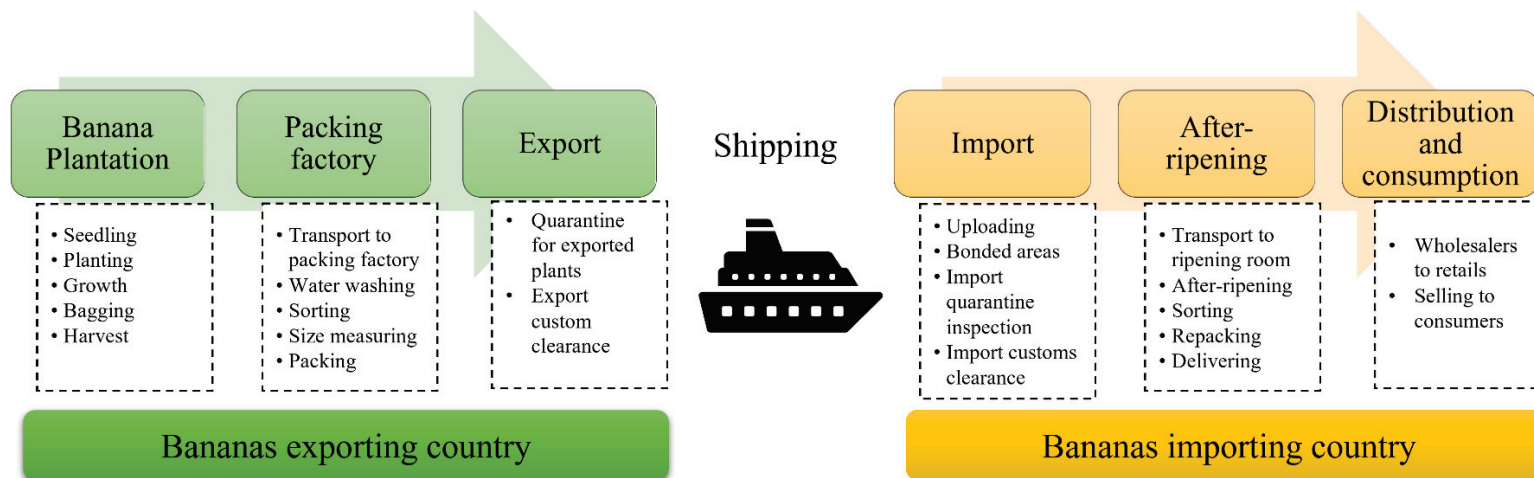 Banana
Plantation
• Seedling
• Planting
• Growth
• Bagging
• Harvest
Packing
factory
• Transport to
packing factory
• Water washing
• Sorting
• Size measuring
• Packing
Export
• Quarantine
for exported
plants
• Export
custom
clearance
Bananas exporting country
Shipping
Import
• Uploading
• Bonded areas
• Import
quarantine
inspection
• Import customs
clearance
After-
ripening
• Transport to
ripening room
• After-ripening
• Sorting
• Repacking
• Delivering
Distribution
and
consumption
• Wholesalers
to retails
• Selling to
consumers
Bananas importing country